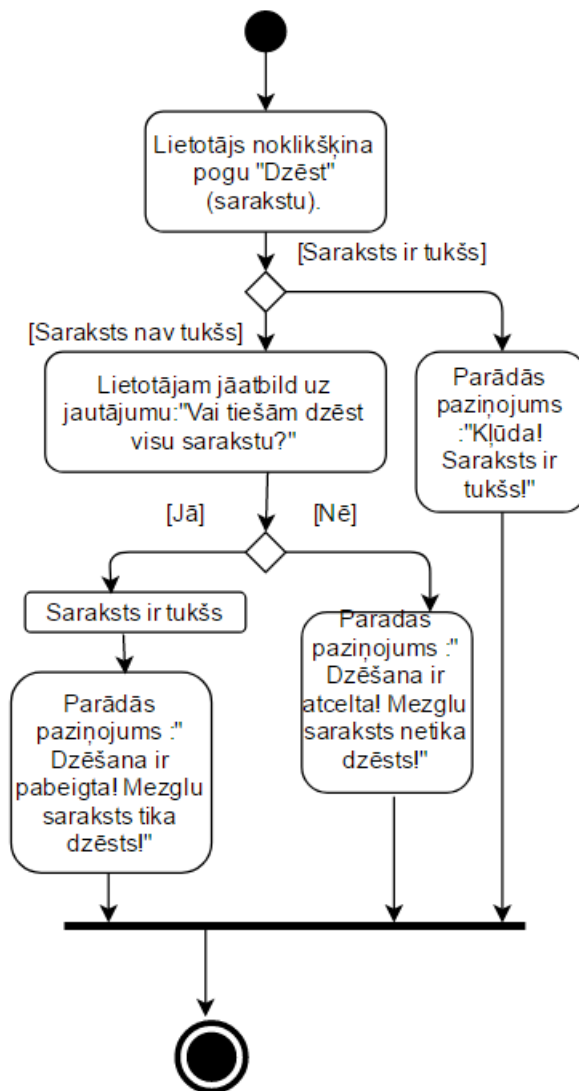 Lietotājs noklikšķina
pogu "Dzēst"
(sarakstu).
[Saraksts ir tukšs]
[Saraksts nav tukšs]
Lietotājam jāatbild uz
jautājumu:"Vai tiešām dzēst
visu sarakstu?"
Parādās
paziņojums
:"Kļūda!
Saraksts ir
tukšs!"
[Jā]
[Nē]
Saraksts ir tukšs
Parādās
paziņojums :"
Dzēšana ir
atcelta! Mezglu
saraksts netika
dzēsts!"
Parādās
paziņojums :"
Dzēšana ir
pabeigta! Mezglu
saraksts tika
dzēsts!"